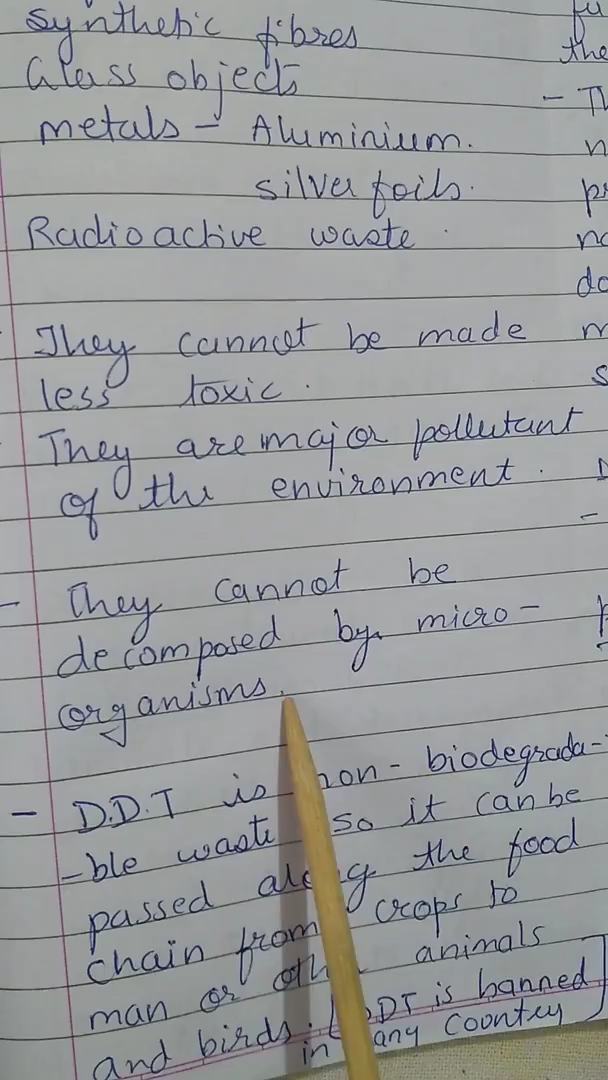 synthetic fibres
Glass objects
metals - Aluminium.
silver foils.
Radioactive waste.
They cannot be made
less toxic.
They are major pollutant
of the environment.
- They cannot be
decomposed by micro-
organisms.
- D.D.T is non-biodegrada-
-ble waste so it can be
passed along the food
chain from crops to
man or other animals
and birds. (DDT is banned
in any country)
the